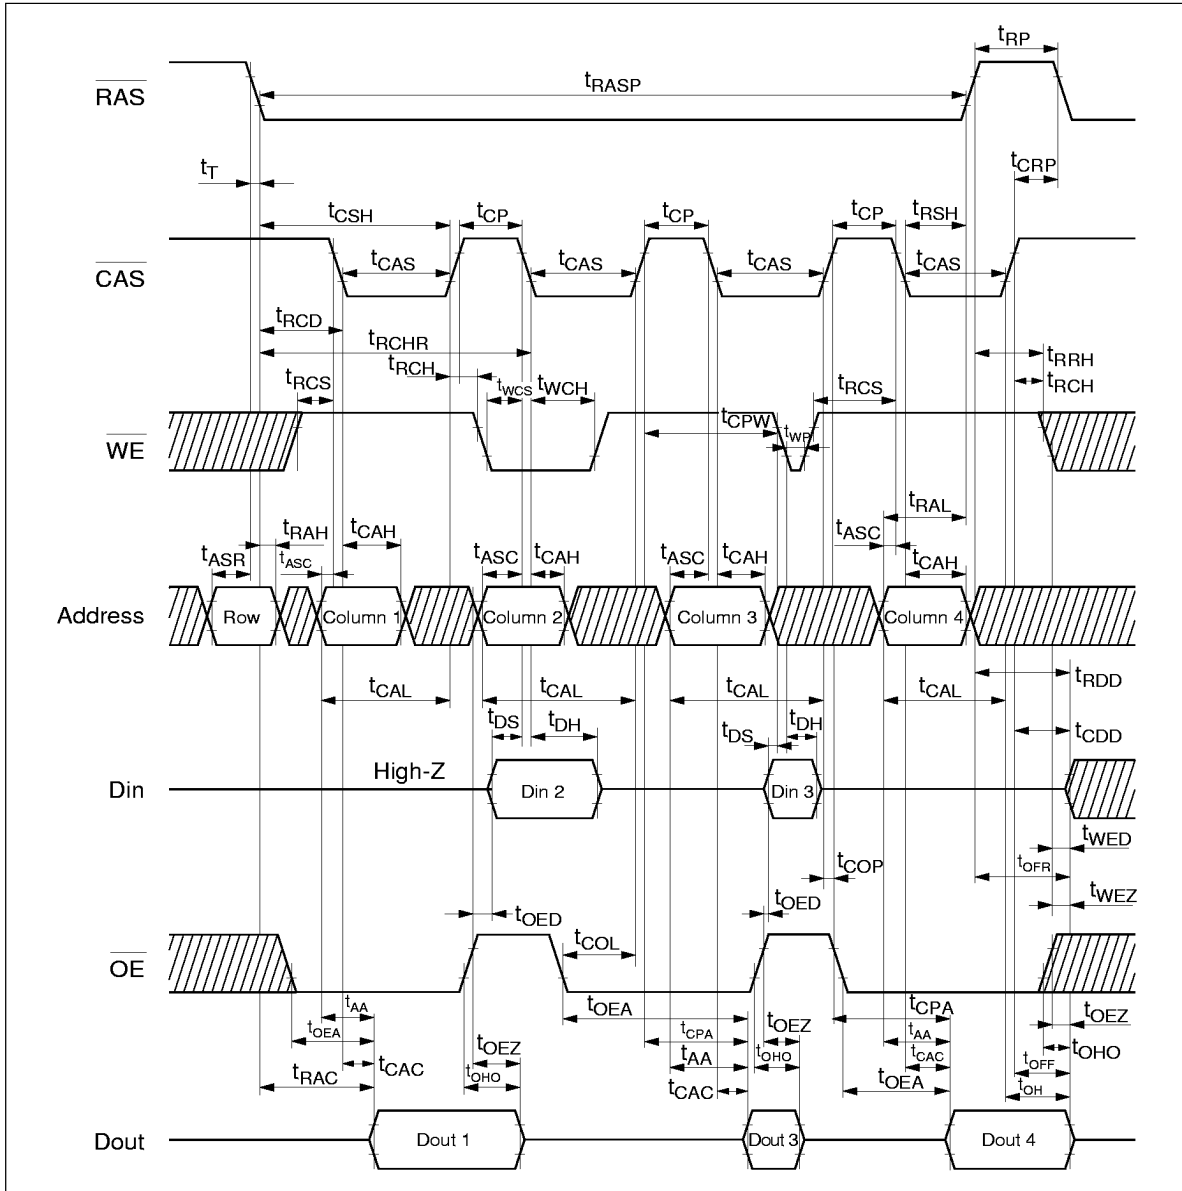 tRP
RAS
tRASP
tT
tCRP
tCSH tCP tCP tCP tRSH
CAS
tCAS tCAS tCAS tCAS
tRCD
tRCHR
tRRH
tRCH
tRCS tWCS tWCH tRCS tRCH
WE
tCPW tWP
tRAL
tRAH tCAH tASC
tASR tASC tASC tCAH tASC tCAH tCAH
Address Row Column 1 Column 2 Column 3 Column 4
tRDD
tCAL tCAL tCAL tCAL
tDS tDH tDS tDH tCDD
High-Z
Din Din 2 Din 3
tWED
tCOP tOFR
tOED tOED tWEZ
tCOL
OE
tAA tOEA tCPA tOEZ
tOEA tCPA tOEZ tAA tOHO
tRAC tCAC tOEZ tOHO tAA tOHO tCAC tOFF
tCAC tOEA tOH
Dout Dout 1 Dout 3 Dout 4